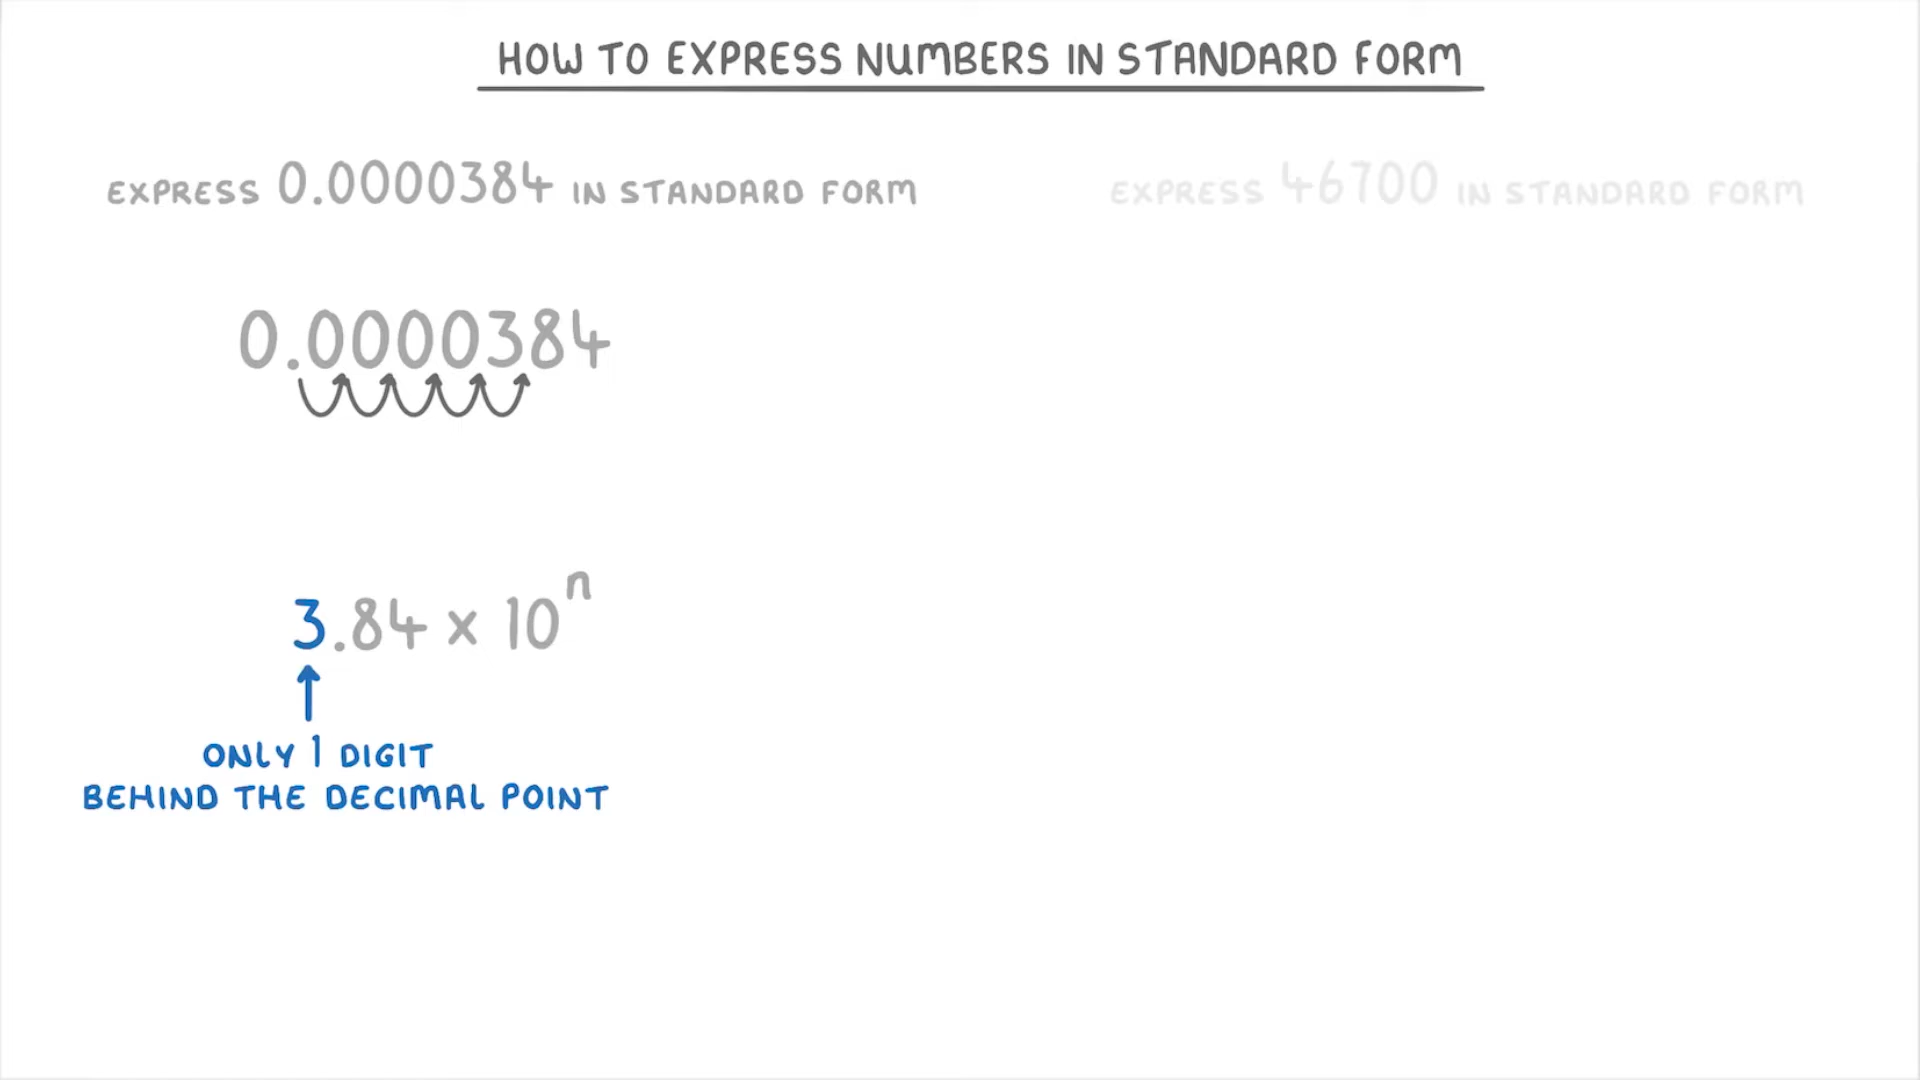 HOW TO EXPRESS NUMBERS IN STANDARD FORM
EXPRESS 0.0000384 IN STANDARD FORM
EXPRESS 46700 IN STANDARD FORM
0.0000384
3.84 × 10ⁿ
ONLY 1 DIGIT
BEHIND THE DECIMAL POINT